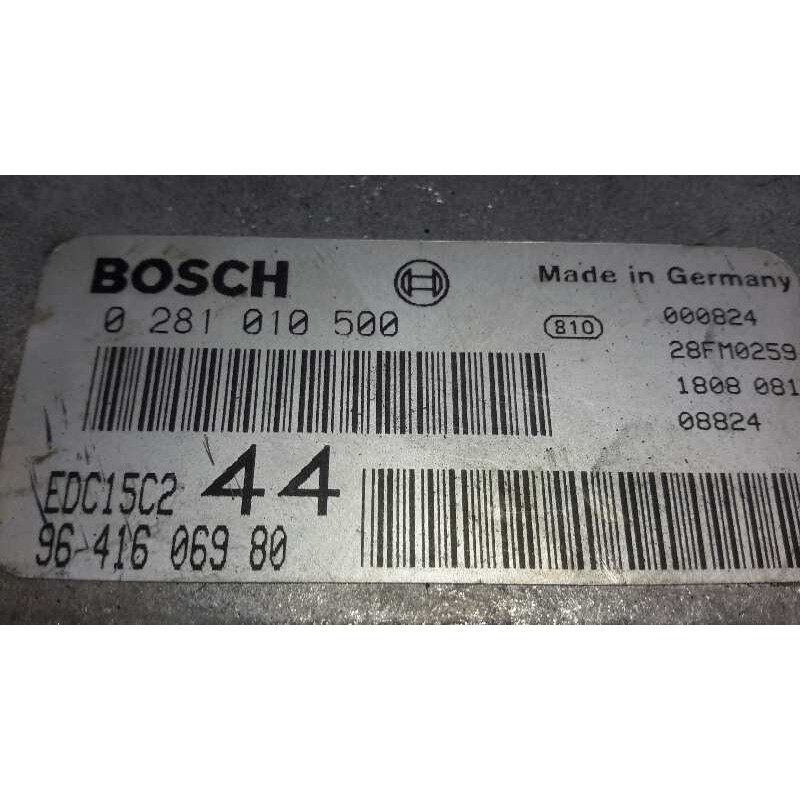 BOSCH
Made in Germany
0 281 010 500
810
000824
28FM0259
1808 081
08824
EDC15C2 44
96-416 069 80